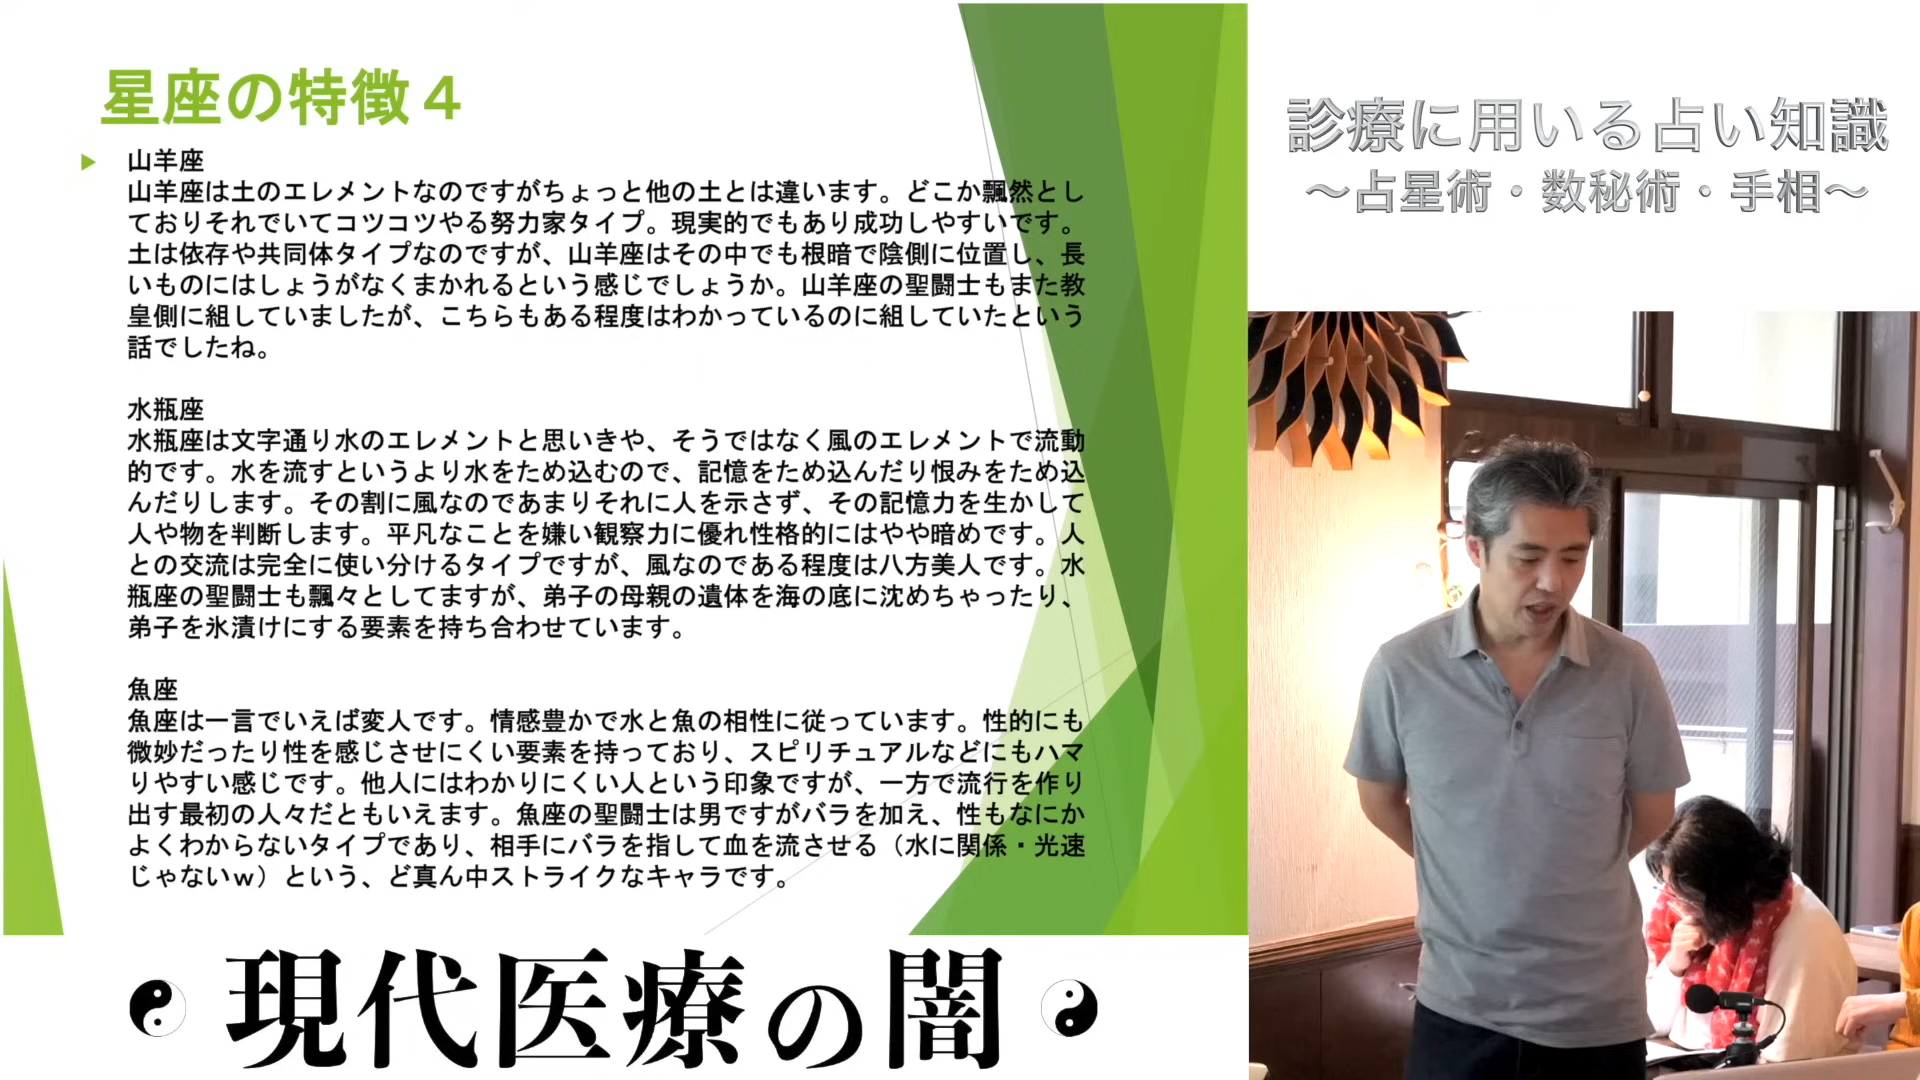 星座の特徴４
山羊座
山羊座は土のエレメントなのですがちょっと他の土とは違います。どこか飄然とし
ておりそれでいてコツコツやる努力家タイプ。現実的でもあり成功しやすいです。
土は依存や共同体タイプなのですが、山羊座はその中でも根暗で陰側に位置し、長
いものにはしょうがなくまかれるという感じでしょうか。山羊座の聖闘士もまた教
皇側に組していましたが、こちらもある程度はわかっているのに組していたという
話でしたね。
水瓶座
水瓶座は文字通り水のエレメントと思いきや、そうではなく風のエレメントで流動
的です。水を流すというより水をため込むので、記憶をため込んだり恨みをため込
んだりします。その割に風なのであまりそれに人を示さず、その記憶力を生かして
人や物を判断します。平凡なことを嫌い観察力に優れ性格的にはやや暗めです。人
との交流は完全に使い分けるタイプですが、風なのである程度は八方美人です。水
瓶座の聖闘士も飄々としてますが、弟子の母親の遺体を海の底に沈めちゃったり、
弟子を氷漬けにする要素を持ち合わせています。
魚座
魚座は一言でいえば変人です。情感豊かで水と魚の相性に従っています。性的にも
微妙だったり性を感じさせにくい要素を持っており、スピリチュアルなどにもハマ
りやすい感じです。他人にはわかりにくい人という印象ですが、一方で流行を作り
出す最初の人々だともいえます。魚座の聖闘士は男ですがバラを加え、性もなにか
よくわからないタイプであり、相手にバラを指して血を流させる（水に関係・光速
じゃないｗ）という、ど真ん中ストライクなキャラです。
診療に用いる占い知識
～占星術・数秘術・手相～
現代医療の闇